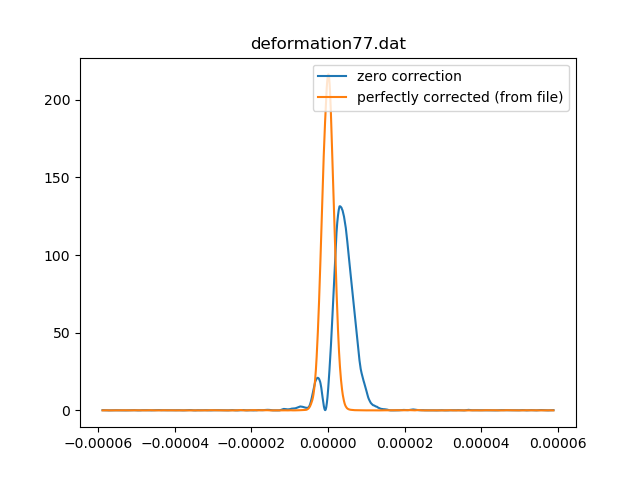 deformation77.dat
zero correction
perfectly corrected (from file)
200
150
100
50
0
−0.00006 −0.00004 −0.00002 0.00000 0.00002 0.00004 0.00006